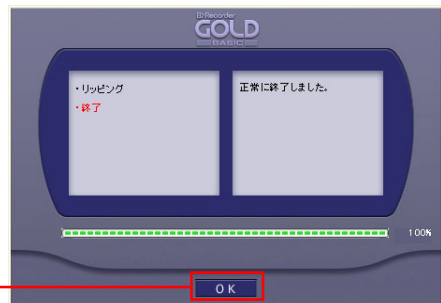 B's Recorder
GOLD
BASIC
・リッピング
・終了
正常に終了しました。
100%
OK